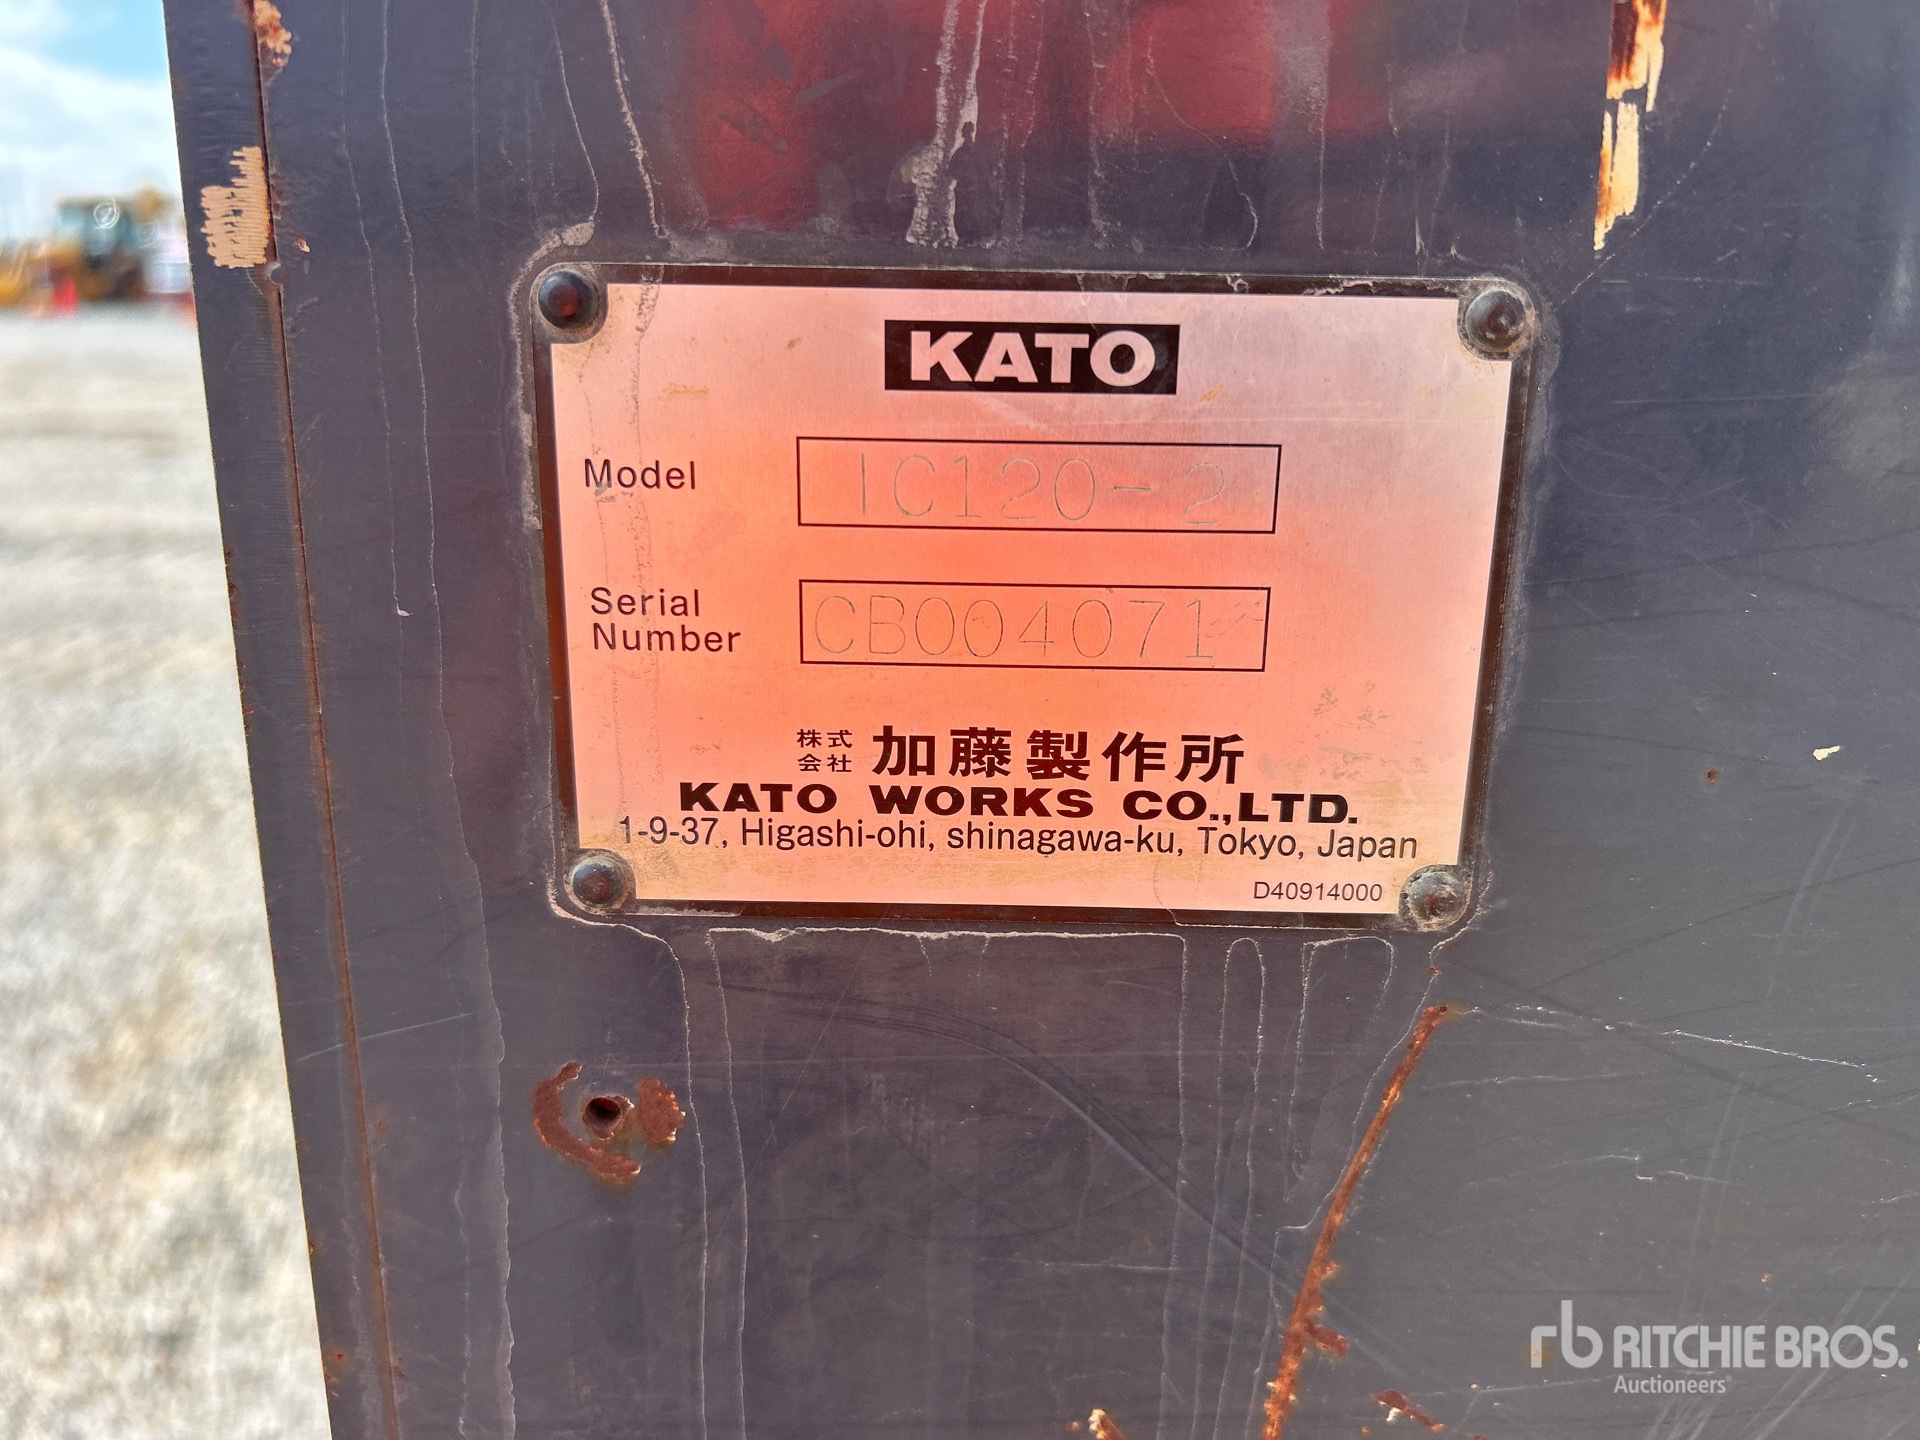 KATO
Model IC120-2
Serial Number CB004071
株式会社 加藤製作所
KATO WORKS CO.,LTD.
1-9-37, Higashi-ohi, shinagawa-ku, Tokyo, Japan
D40914000
rb RITCHIE BROS.
Auctioneers